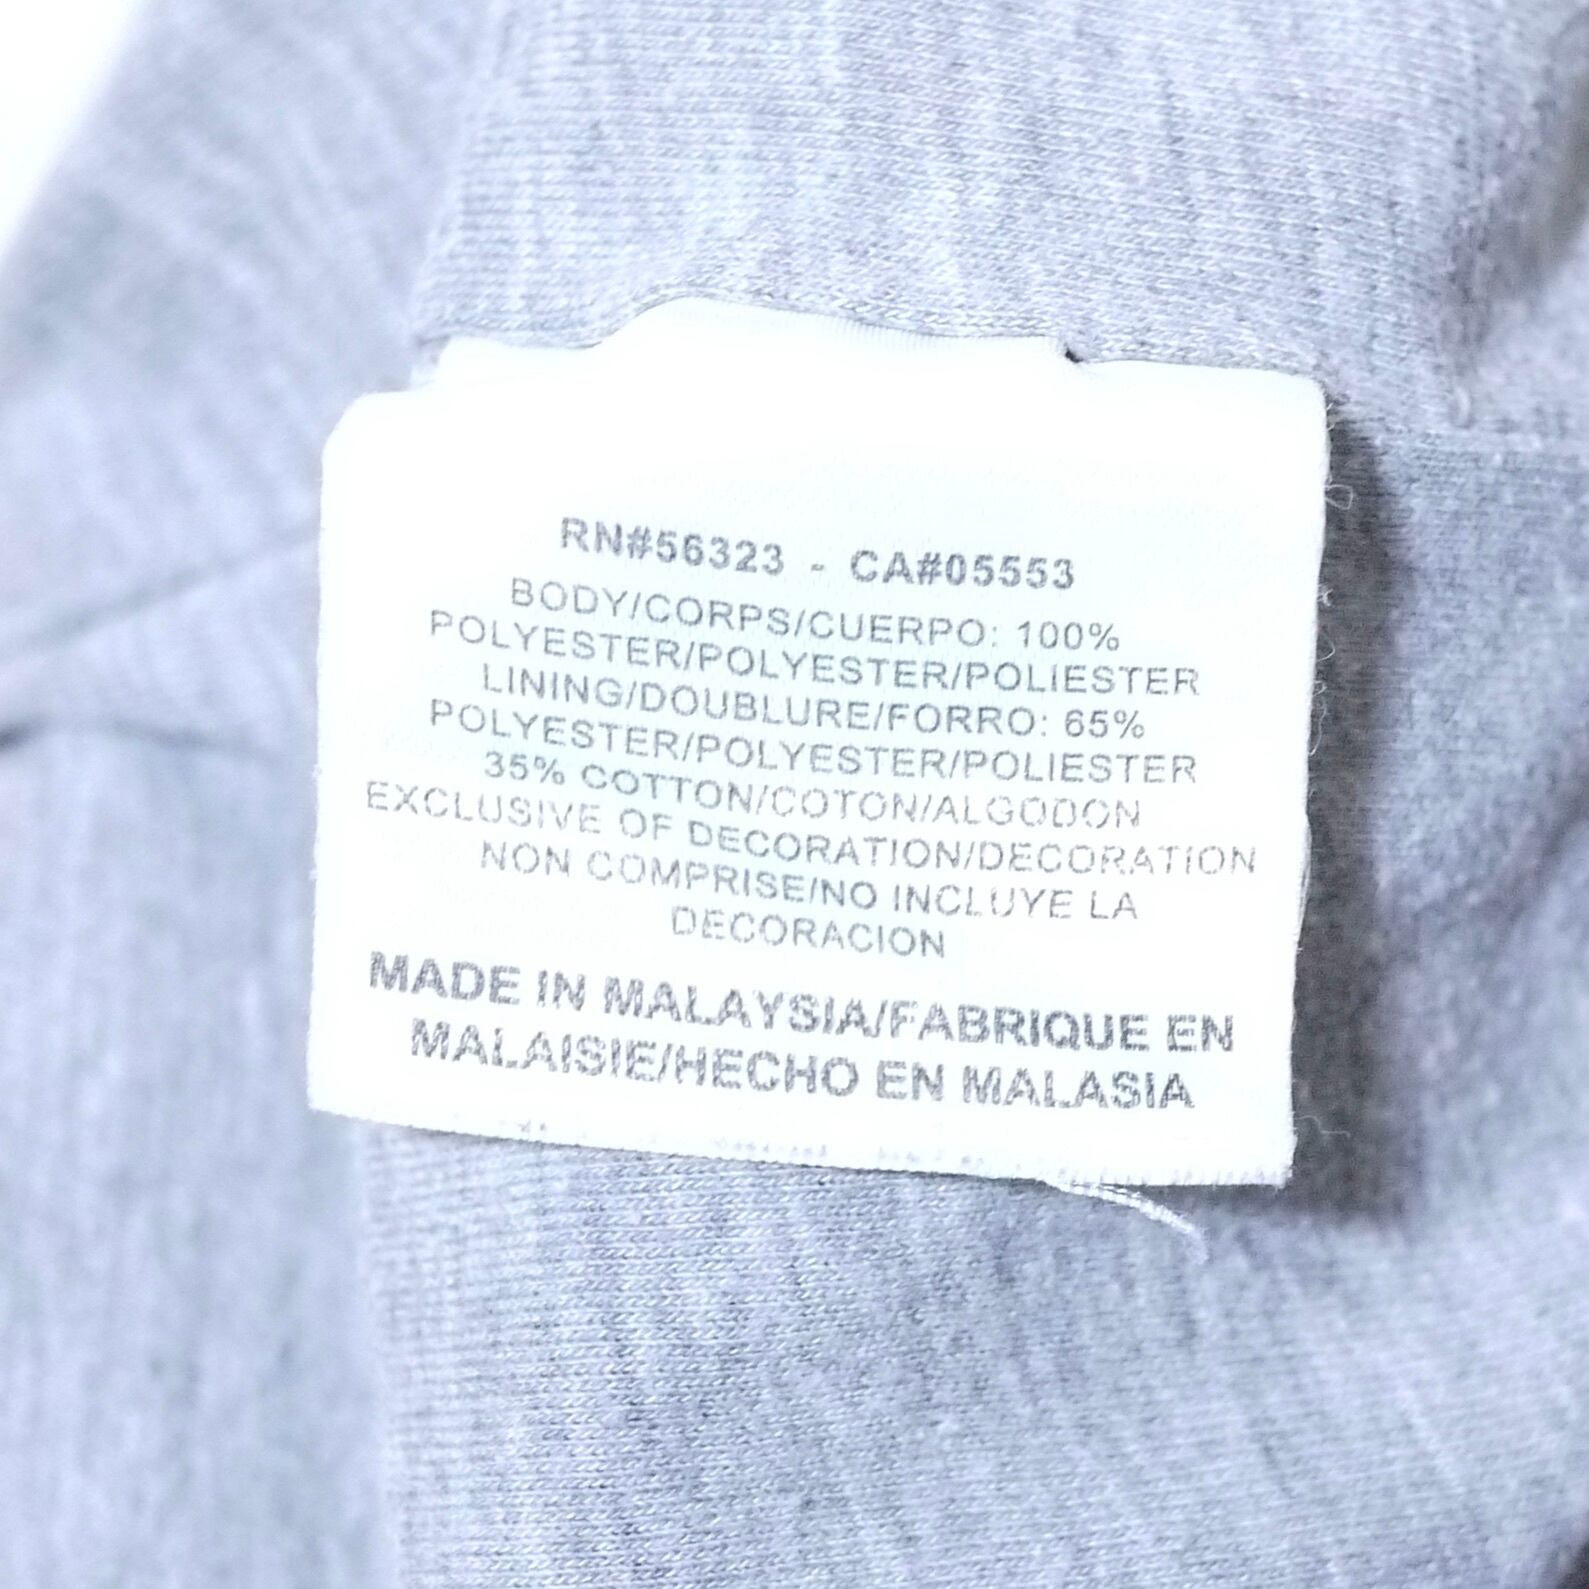 RN#56323 - CA#05553
BODY/CORPS/CUERPO: 100%
POLYESTER/POLYESTER/POLIESTER
LINING/DOUBLURE/FORRO: 65%
POLYESTER/POLYESTER/POLIESTER
35% COTTON/COTON/ALGODON
EXCLUSIVE OF DECORATION/DECORATION
NON COMPRISE/NO INCLUYE LA
DECORACION
MADE IN MALAYSIA/FABRIQUE EN
MALAISIE/HECHO EN MALASIA